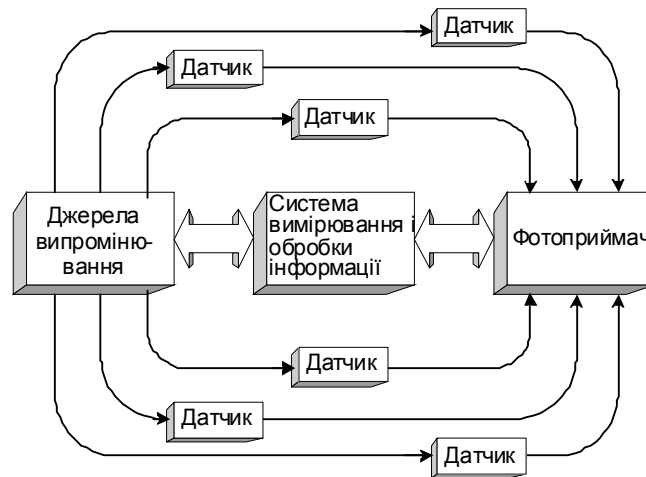 Датчик
Датчик
Датчик
Джерела
випроміню-
вання
Система
вимірювання і
обробки
інформації
Фотоприймач
Датчик
Датчик
Датчик